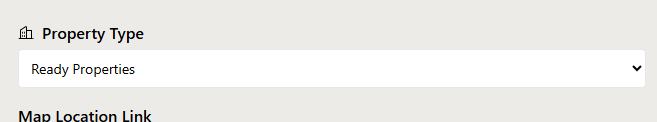 Property Type
Ready Properties
Map Location Link